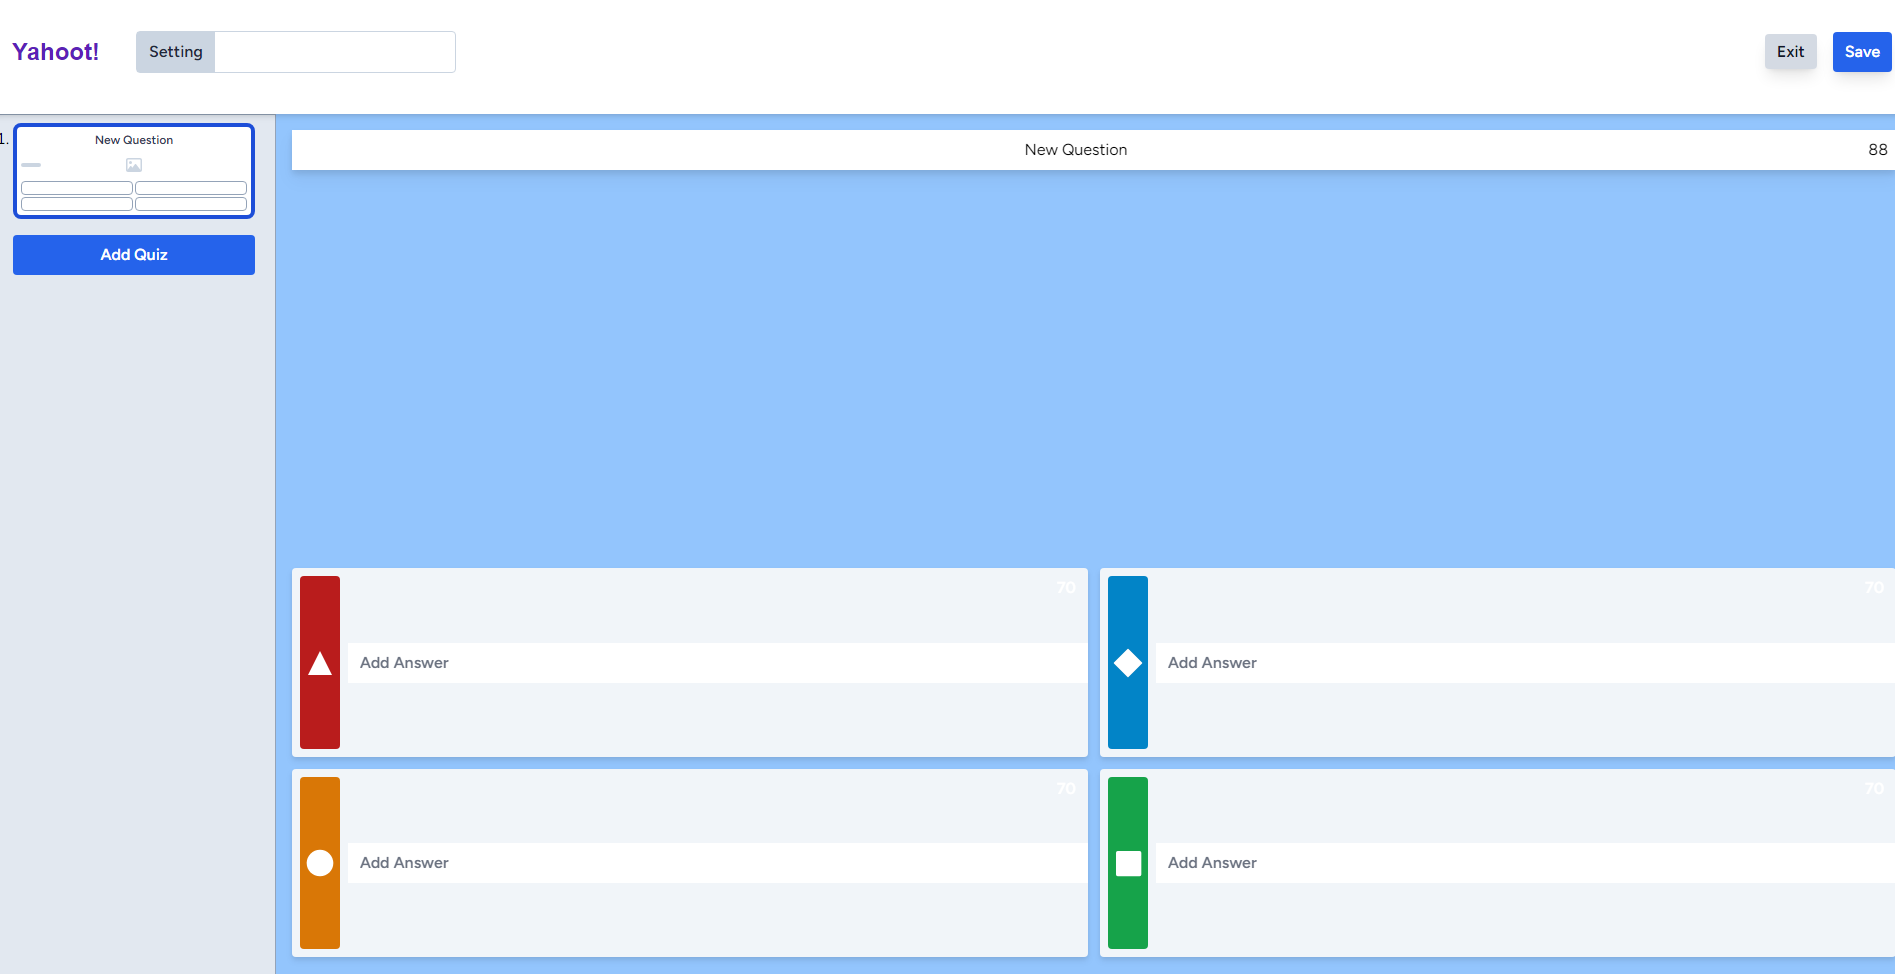 Yahoot!
Setting
Exit
Save
1.
New Question
Add Quiz
New Question
88
70
Add Answer
70
Add Answer
70
Add Answer
70
Add Answer